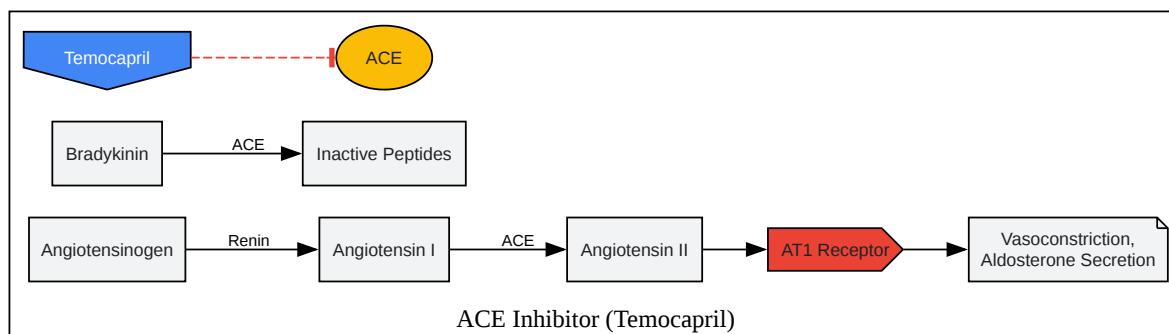 Temocapril
ACE
Bradykinin
ACE
Inactive Peptides
Angiotensinogen
Renin
Angiotensin I
ACE
Angiotensin II
AT1 Receptor
Vasoconstriction,
Aldosterone Secretion
ACE Inhibitor (Temocapril)